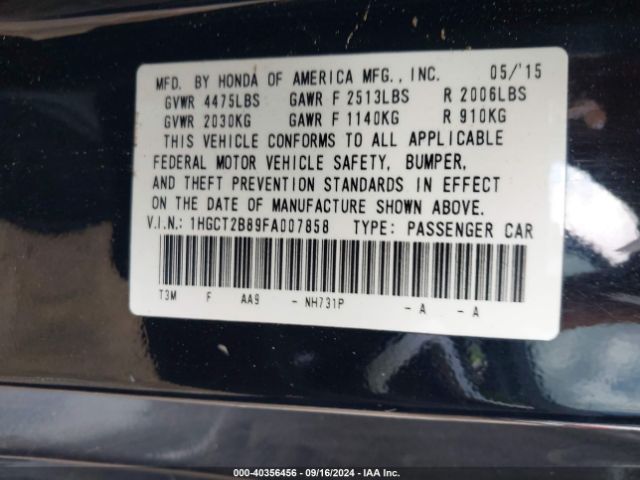 MFD. BY HONDA OF AMERICA MFG., INC. 05/'15
GVWR 4475LBS GAWR F 2513LBS R 2006LBS
GVWR 2030KG GAWR F 1140KG R 910KG
THIS VEHICLE CONFORMS TO ALL APPLICABLE
FEDERAL MOTOR VEHICLE SAFETY, BUMPER,
AND THEFT PREVENTION STANDARDS IN EFFECT
ON THE DATE OF MANUFACTURE SHOWN ABOVE.
V.I.N.: 1HGCT2B89FA007858 TYPE: PASSENGER CAR
T3M F AA9 - NH731P - A - A
000-40356456 - 09/16/2024 - IAA Inc.